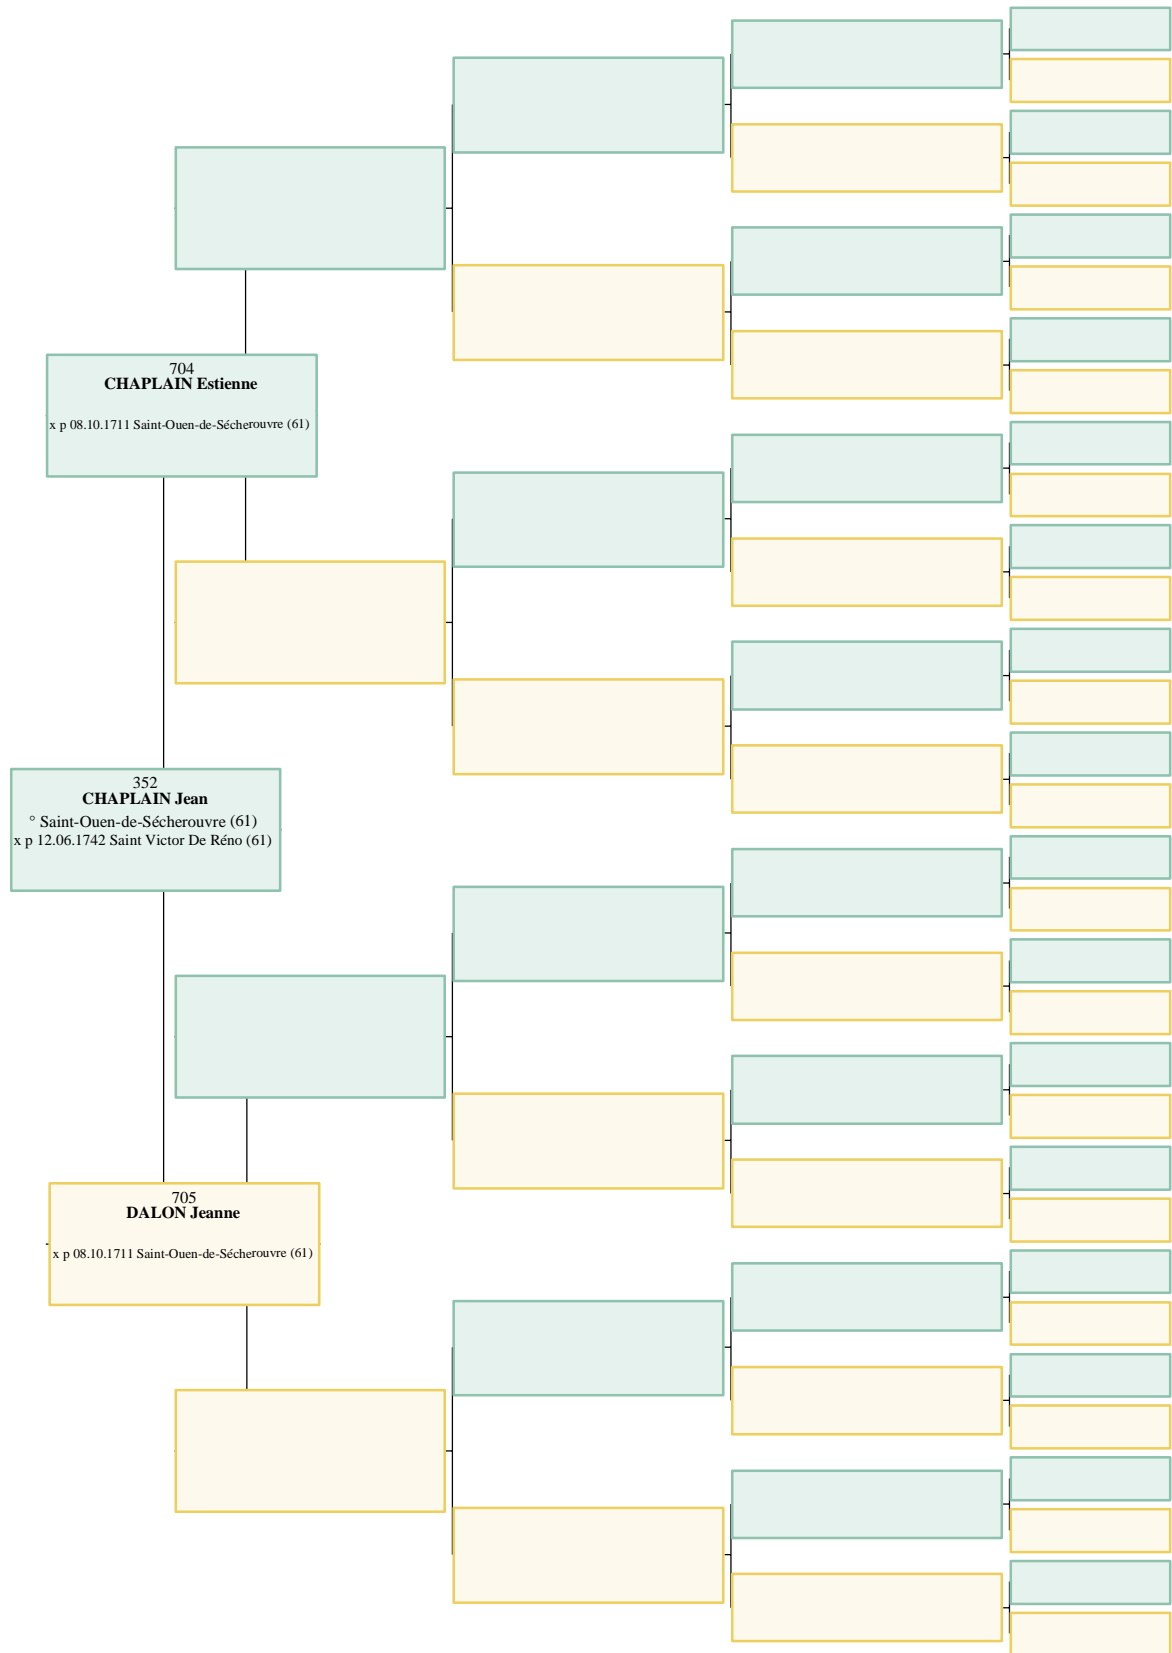 704
CHAPLAIN Estienne
x p 08.10.1711 Saint-Ouen-de-Sécherouvre (61)
352
CHAPLAIN Jean
° Saint-Ouen-de-Sécherouvre (61)
x p 12.06.1742 Saint Victor De Réno (61)
705
DALON Jeanne
x p 08.10.1711 Saint-Ouen-de-Sécherouvre (61)